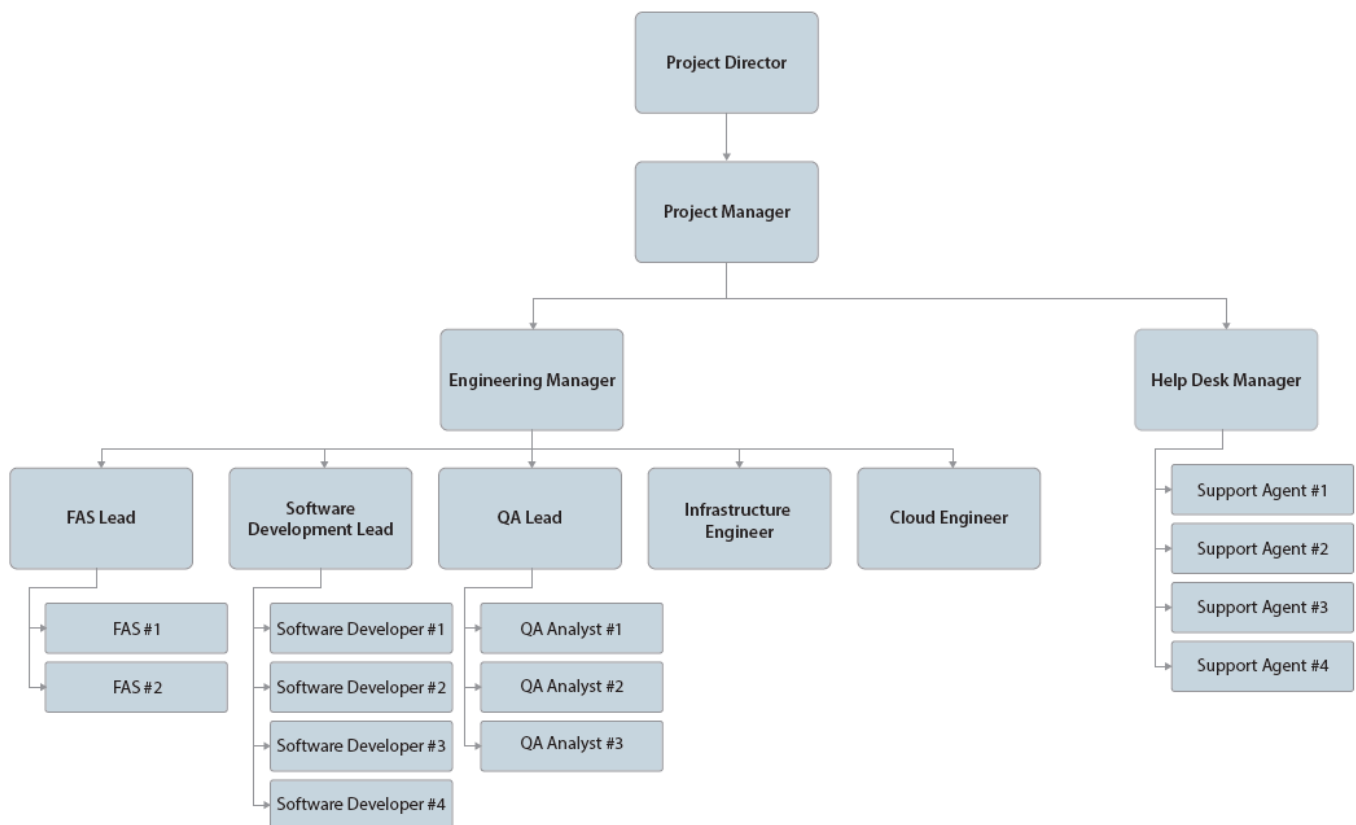 Project Director
Project Manager
Engineering Manager
Help Desk Manager
FAS Lead
Software
Development Lead
QA Lead
Infrastructure
Engineer
Cloud Engineer
FAS #1
FAS #2
Software Developer #1
Software Developer #2
Software Developer #3
Software Developer #4
QA Analyst #1
QA Analyst #2
QA Analyst #3
Support Agent #1
Support Agent #2
Support Agent #3
Support Agent #4